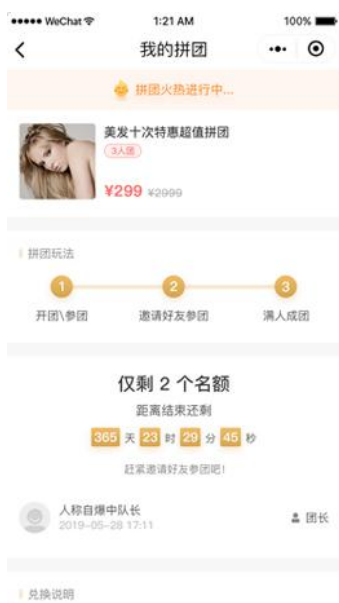 ●●●●● WeChat 1:21 AM 100%
我的拼团
拼团火热进行中...
美发十次特惠超值拼团
3人团
¥299 ¥2999
拼团玩法
1 2 3
开团\参团 邀请好友参团 满人成团
仅剩 2 个名额
距离结束还剩
365 天 23 时 29 分 45 秒
赶紧邀请好友参团吧!
人称自爆中队长
2019-05-28 17:11
团长
兑换说明